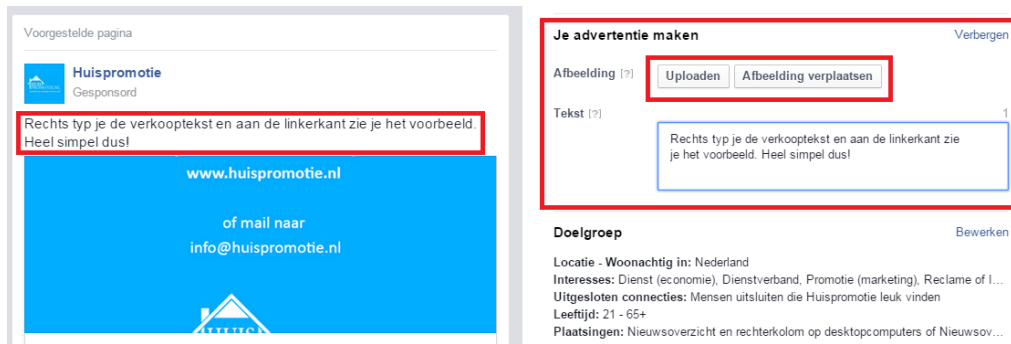 Voorgestelde pagina
Huispromotie
Gesponsord
Rechts typ je de verkooptekst en aan de linkerkant zie je het voorbeeld.
Heel simpel dus!
www.huispromotie.nl
of mail naar
info@huispromotie.nl
HUIS
Je advertentie maken
Verbergen
Afbeelding [?]
Uploaden
Afbeelding verplaatsen
Tekst [?]
1
Rechts typ je de verkooptekst en aan de linkerkant zie
je het voorbeeld. Heel simpel dus!
Doelgroep
Bewerken
Locatie - Woonachtig in: Nederland
Interesses: Dienst (economie), Dienstverband, Promotie (marketing), Reclame of I...
Uitgesloten connecties: Mensen uitsluiten die Huispromotie leuk vinden
Leeftijd: 21 - 65+
Plaatsingen: Nieuwsoverzicht en rechterkolom op desktopcomputers of Nieuwsov...